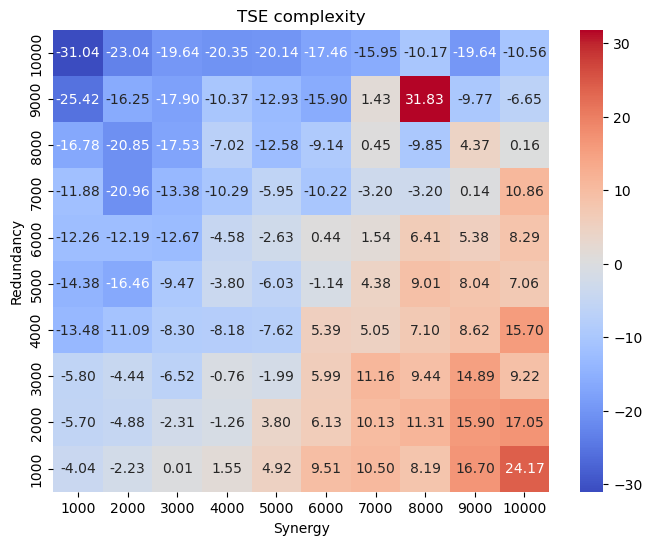 TSE complexity
10000 -31.04 -23.04 -19.64 -20.35 -20.14 -17.46 -15.95 -10.17 -19.64 -10.56
9000 -25.42 -16.25 -17.90 -10.37 -12.93 -15.90 1.43 31.83 -9.77 -6.65
8000 -16.78 -20.85 -17.53 -7.02 -12.58 -9.14 0.45 -9.85 4.37 0.16
7000 -11.88 -20.96 -13.38 -10.29 -5.95 -10.22 -3.20 -3.20 0.14 10.86
6000 -12.26 -12.19 -12.67 -4.58 -2.63 0.44 1.54 6.41 5.38 8.29
5000 -14.38 -16.46 -9.47 -3.80 -6.03 -1.14 4.38 9.01 8.04 7.06
4000 -13.48 -11.09 -8.30 -8.18 -7.62 5.39 5.05 7.10 8.62 15.70
3000 -5.80 -4.44 -6.52 -0.76 -1.99 5.99 11.16 9.44 14.89 9.22
2000 -5.70 -4.88 -2.31 -1.26 3.80 6.13 10.13 11.31 15.90 17.05
1000 -4.04 -2.23 0.01 1.55 4.92 9.51 10.50 8.19 16.70 24.17
1000 2000 3000 4000 5000 6000 7000 8000 9000 10000
Synergy
Redundancy
30
20
10
0
−10
−20
−30